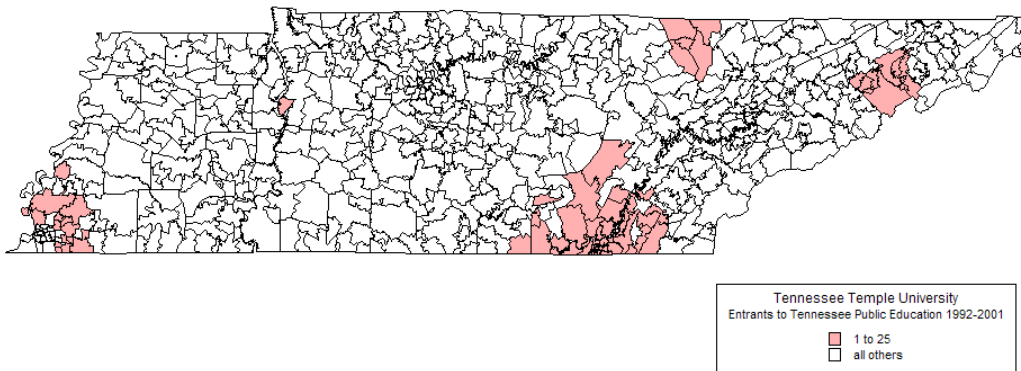 Tennessee Temple University
Entrants to Tennessee Public Education 1992-2001
1 to 25
all others